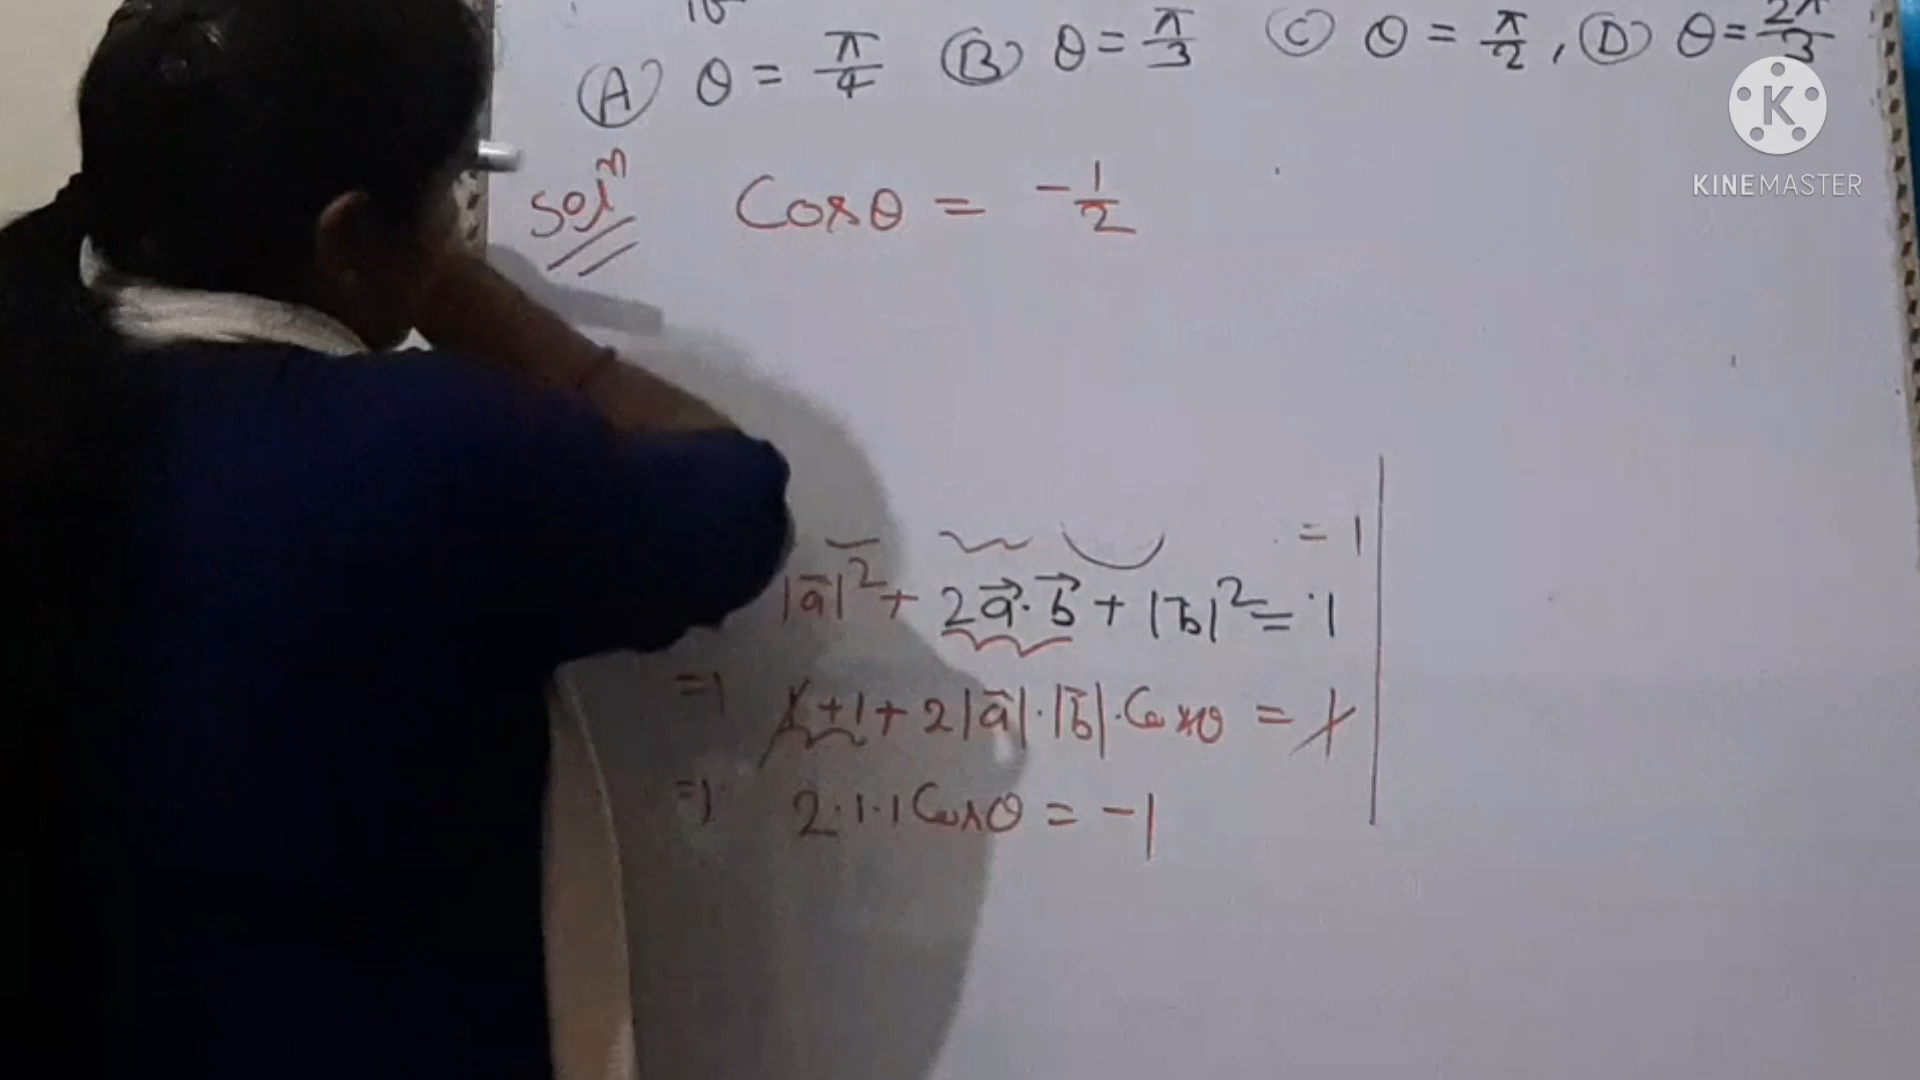 (A) θ = π/4 (B) θ = π/3 (C) θ = π/2, (D) θ = 2π/3
K
KINEMASTER
Solⁿ Cosθ = -1/2
= 1
|a⃗|² + 2a⃗·b⃗ + |b⃗|² = 1
⇒ 1+1+2|a⃗|·|b⃗|·Cosθ = 1
⇒ 2·1·1 Cosθ = -1